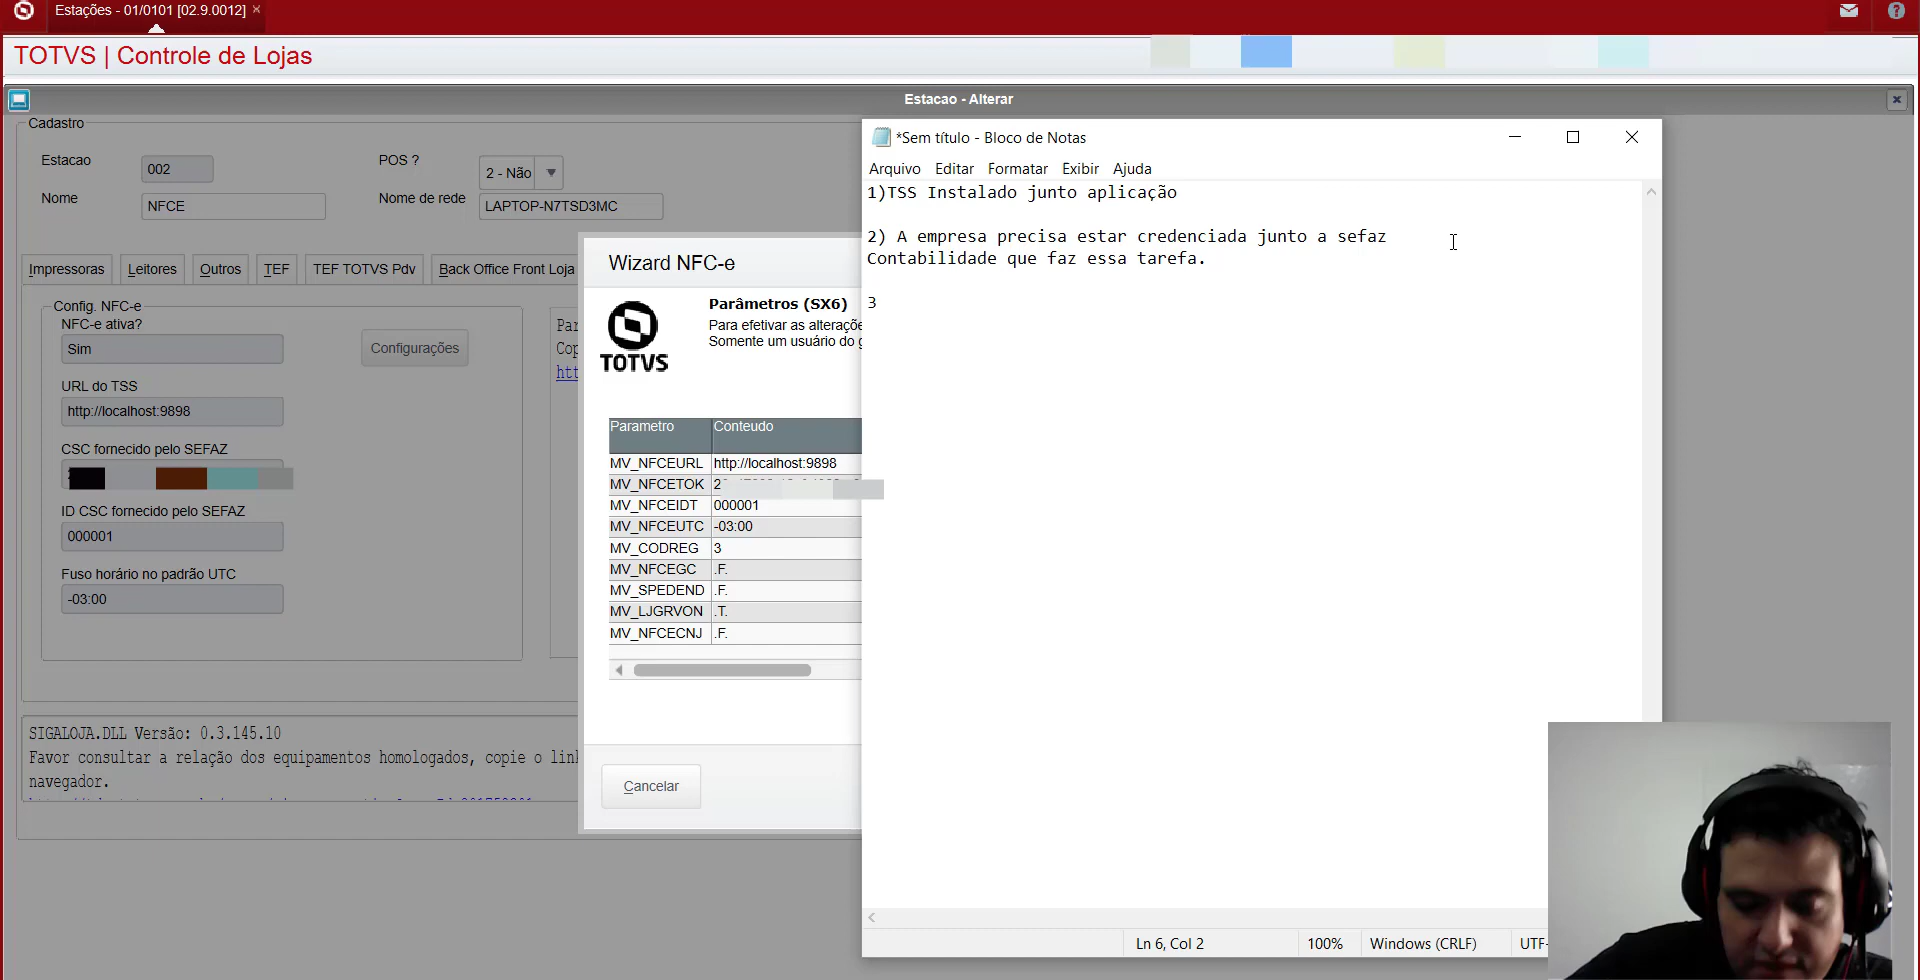 Estações - 01/0101 [02.9.0012] ×
TOTVS | Controle de Lojas
Estacao - Alterar
Cadastro
Estacao
002
POS ?
2 - Não
Nome
NFCE
Nome de rede
LAPTOP-N7TSD3MC
Impressoras
Leitores
Outros
TEF
TEF TOTVS Pdv
Back Office Front Loja
Config. NFC-e
NFC-e ativa?
Sim
Configurações
URL do TSS
http://localhost:9898
CSC fornecido pelo SEFAZ
ID CSC fornecido pelo SEFAZ
000001
Fuso horário no padrão UTC
-03:00
Par
Cop
htt
SIGALOJA.DLL Versão: 0.3.145.10
Favor consultar a relação dos equipamentos homologados, copie o lin
navegador.
Wizard NFC-e
TOTVS
Parâmetros (SX6)
Para efetivar as alteraçõe
Somente um usuário do g
Parametro Conteudo
MV_NFCEURL http://localhost:9898
MV_NFCETOK 2
MV_NFCEIDT 000001
MV_NFCEUTC -03:00
MV_CODREG 3
MV_NFCEGC .F.
MV_SPEDEND .F.
MV_LJGRVON .T.
MV_NFCECNJ .F.
Cancelar
*Sem título - Bloco de Notas
Arquivo Editar Formatar Exibir Ajuda
1)TSS Instalado junto aplicação
2) A empresa precisa estar credenciada junto a sefaz
Contabilidade que faz essa tarefa.
3
Ln 6, Col 2
100%
Windows (CRLF)
UTF-